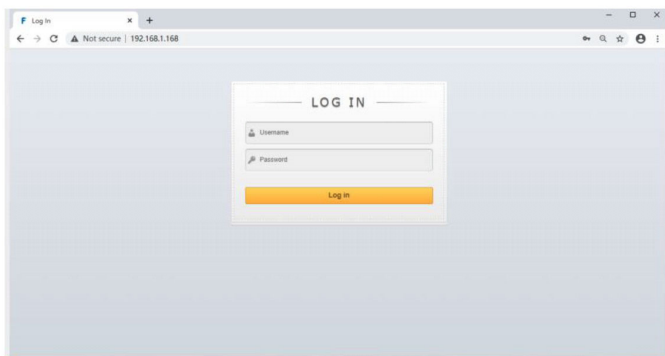 F Log In
Not secure | 192.168.1.168
LOG IN
Username
Password
Log in